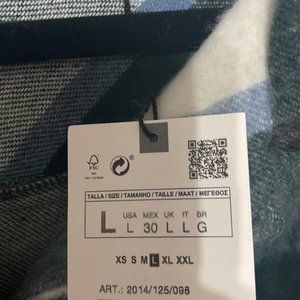 FSC
TALLA / SIZE / TAMANHO / TAILLE / MAAT / ΜΕΓΕΘΟΣ
L USA MEX UK IT BR
L 30 L L G
XS S M L XL XXL
ART.: 2014/125/098